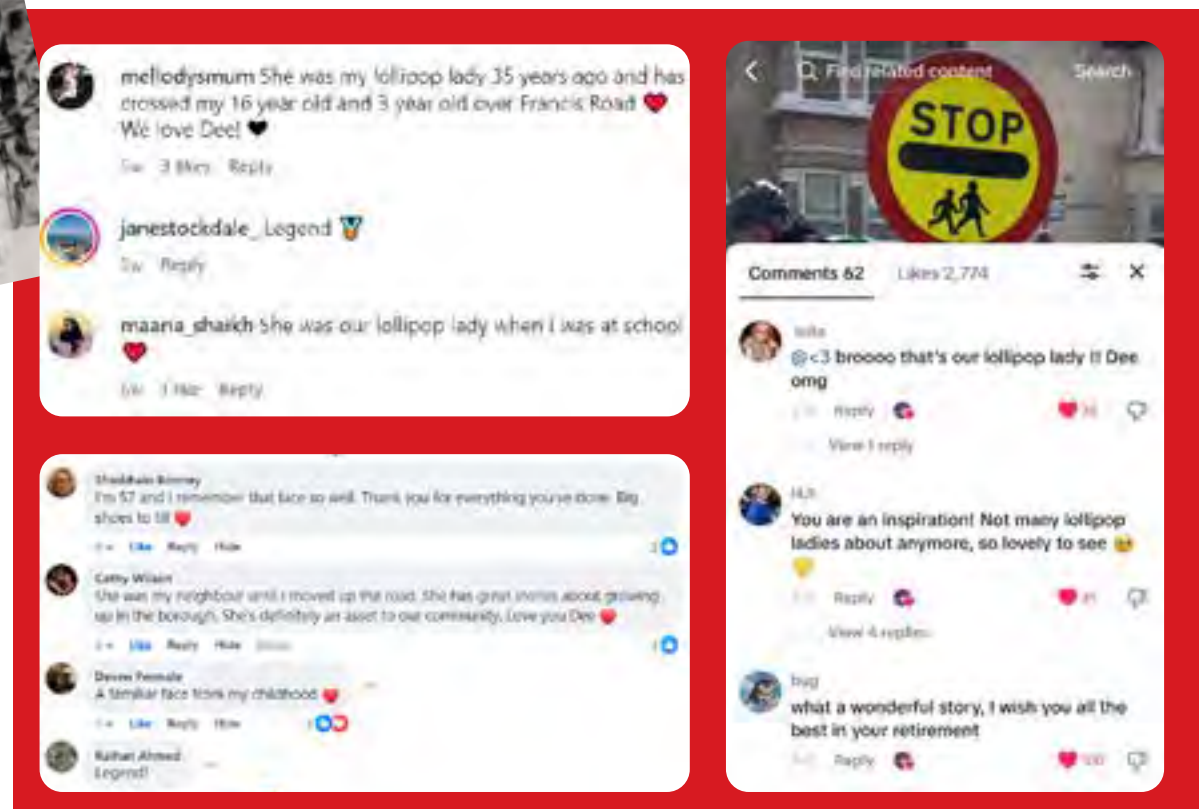 mellodysmum She was my lollipop lady 35 years ago and has
crossed my 16 year old and 3 year old over Francis Road ❤️
We love Dee! 🖤
3 likes Reply
janestockdale_ Legend 🏅
Reply
maaria_shaikh She was our lollipop lady when I was at school
❤️
1 like Reply
Binney
I'm 57 and I remember that face so well. Thank you for everything you've done. Big
shoes to fill ❤️
Like Reply Hide
Cathy Wilson
She was my neighbour until I moved up the road. She has great stories about growing
up in the borough. She's definitely an asset to our community. Love you Dee ❤️
Like Reply Hide
A familiar face from my childhood ❤️
Like Reply Hide
Raihan Ahmed
Legend!
Find related content Search
STOP
Comments 62 Likes 2,774
@<3 broooo that's our lollipop lady !! Dee
omg
Reply
View 1 reply
You are an inspiration! Not many lollipop
ladies about anymore, so lovely to see 🥹
💛
Reply
View 4 replies
bug
what a wonderful story, I wish you all the
best in your retirement
Reply